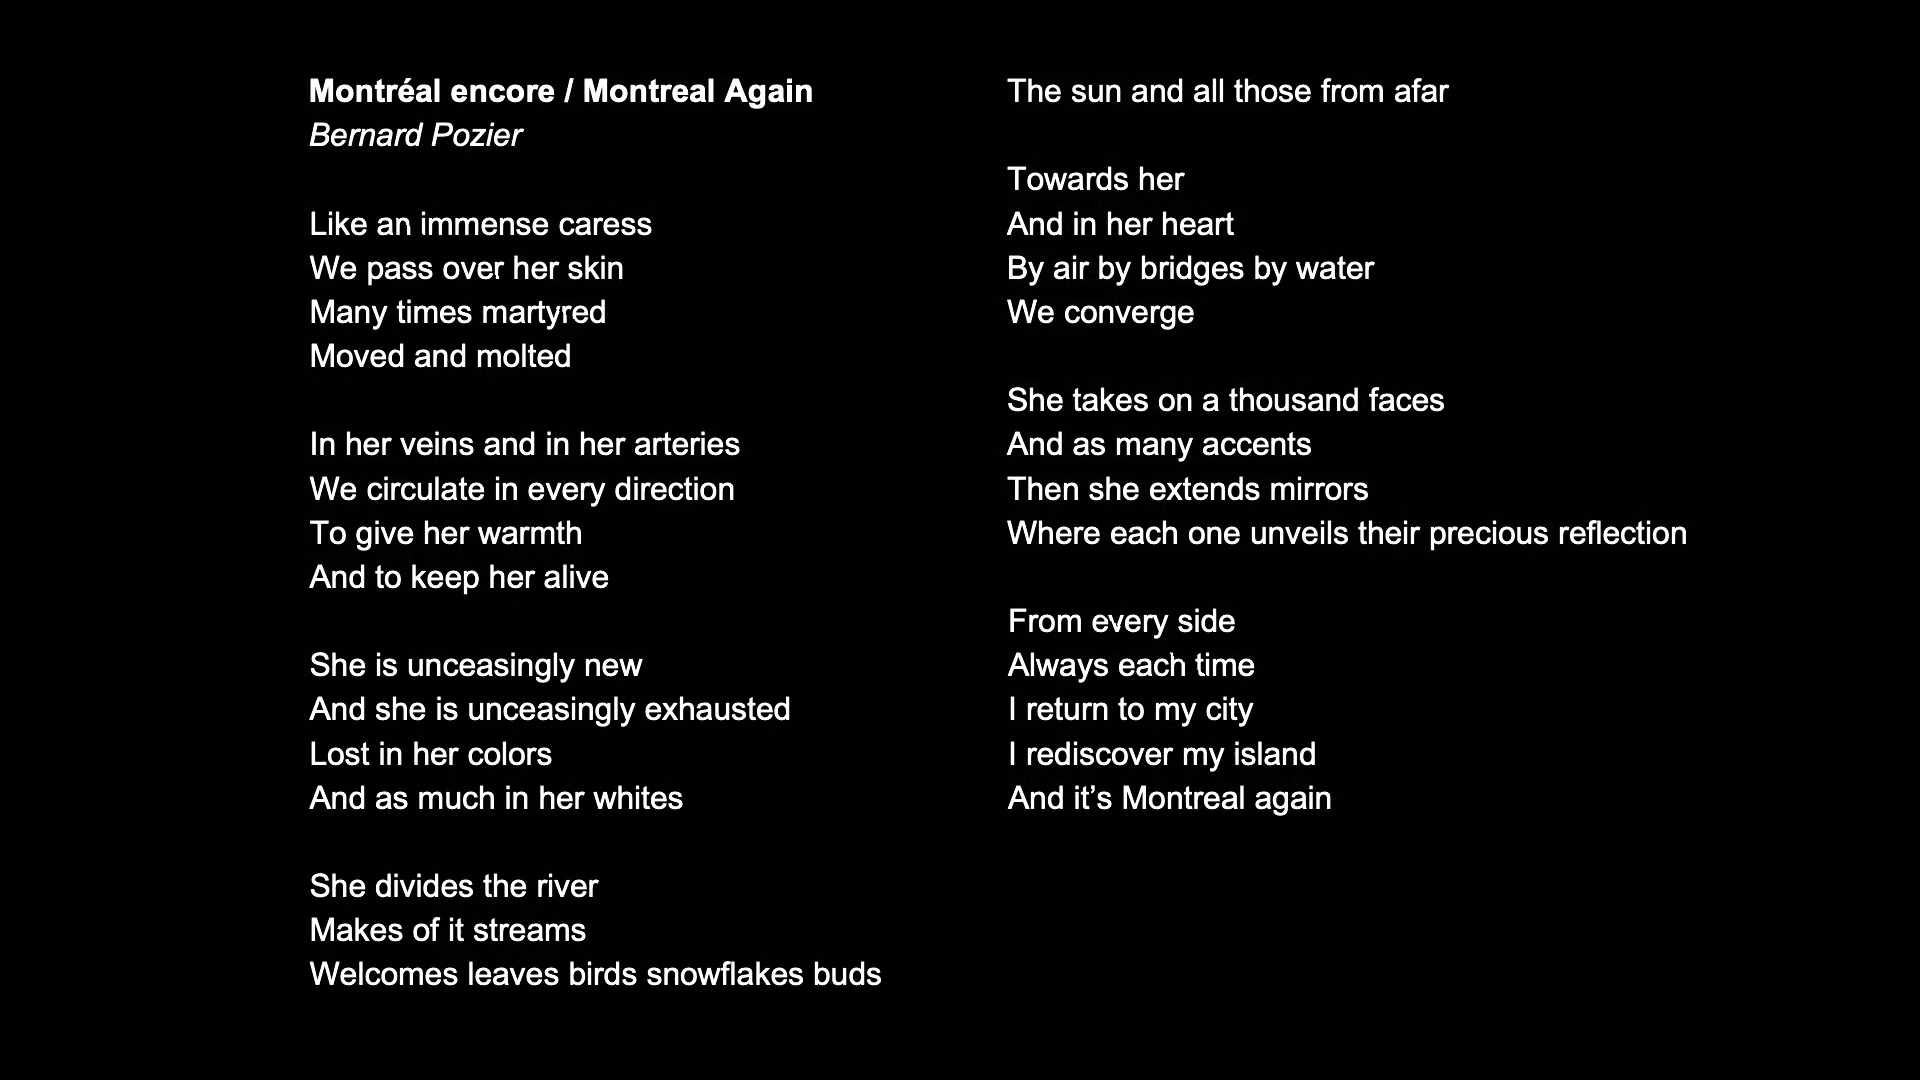 Montréal encore / Montreal Again
Bernard Pozier
Like an immense caress
We pass over her skin
Many times martyred
Moved and molted
In her veins and in her arteries
We circulate in every direction
To give her warmth
And to keep her alive
She is unceasingly new
And she is unceasingly exhausted
Lost in her colors
And as much in her whites
She divides the river
Makes of it streams
Welcomes leaves birds snowflakes buds
The sun and all those from afar
Towards her
And in her heart
By air by bridges by water
We converge
She takes on a thousand faces
And as many accents
Then she extends mirrors
Where each one unveils their precious reflection
From every side
Always each time
I return to my city
I rediscover my island
And it’s Montreal again